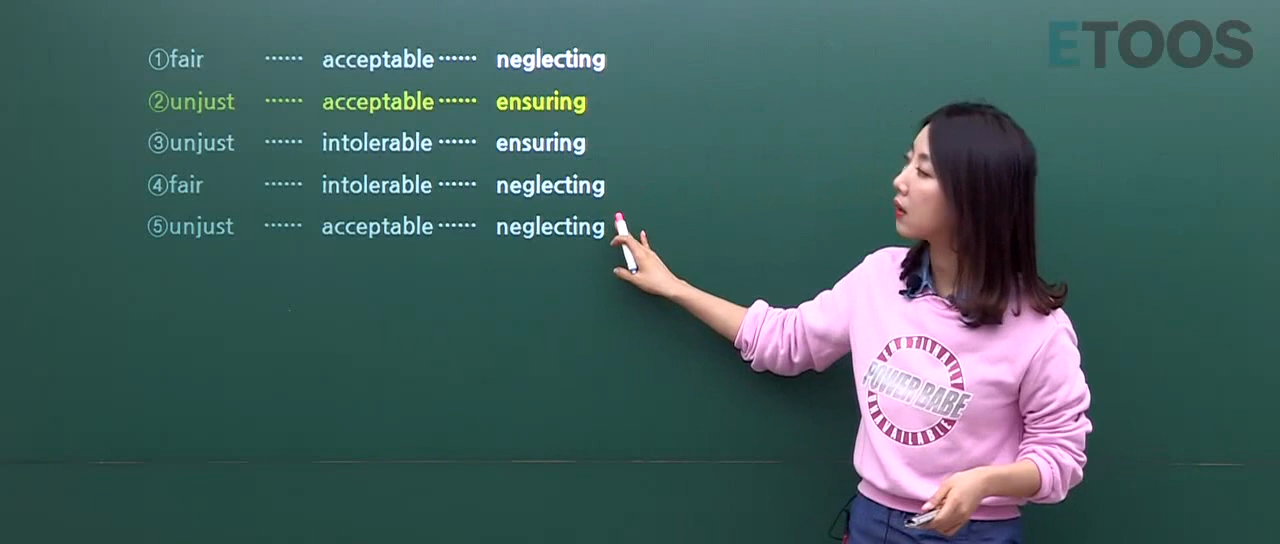 ETOOS
①fair ······ acceptable ······ neglecting
②unjust ······ acceptable ······ ensuring
③unjust ······ intolerable ······ ensuring
④fair ······ intolerable ······ neglecting
⑤unjust ······ acceptable ······ neglecting
POWER BABE